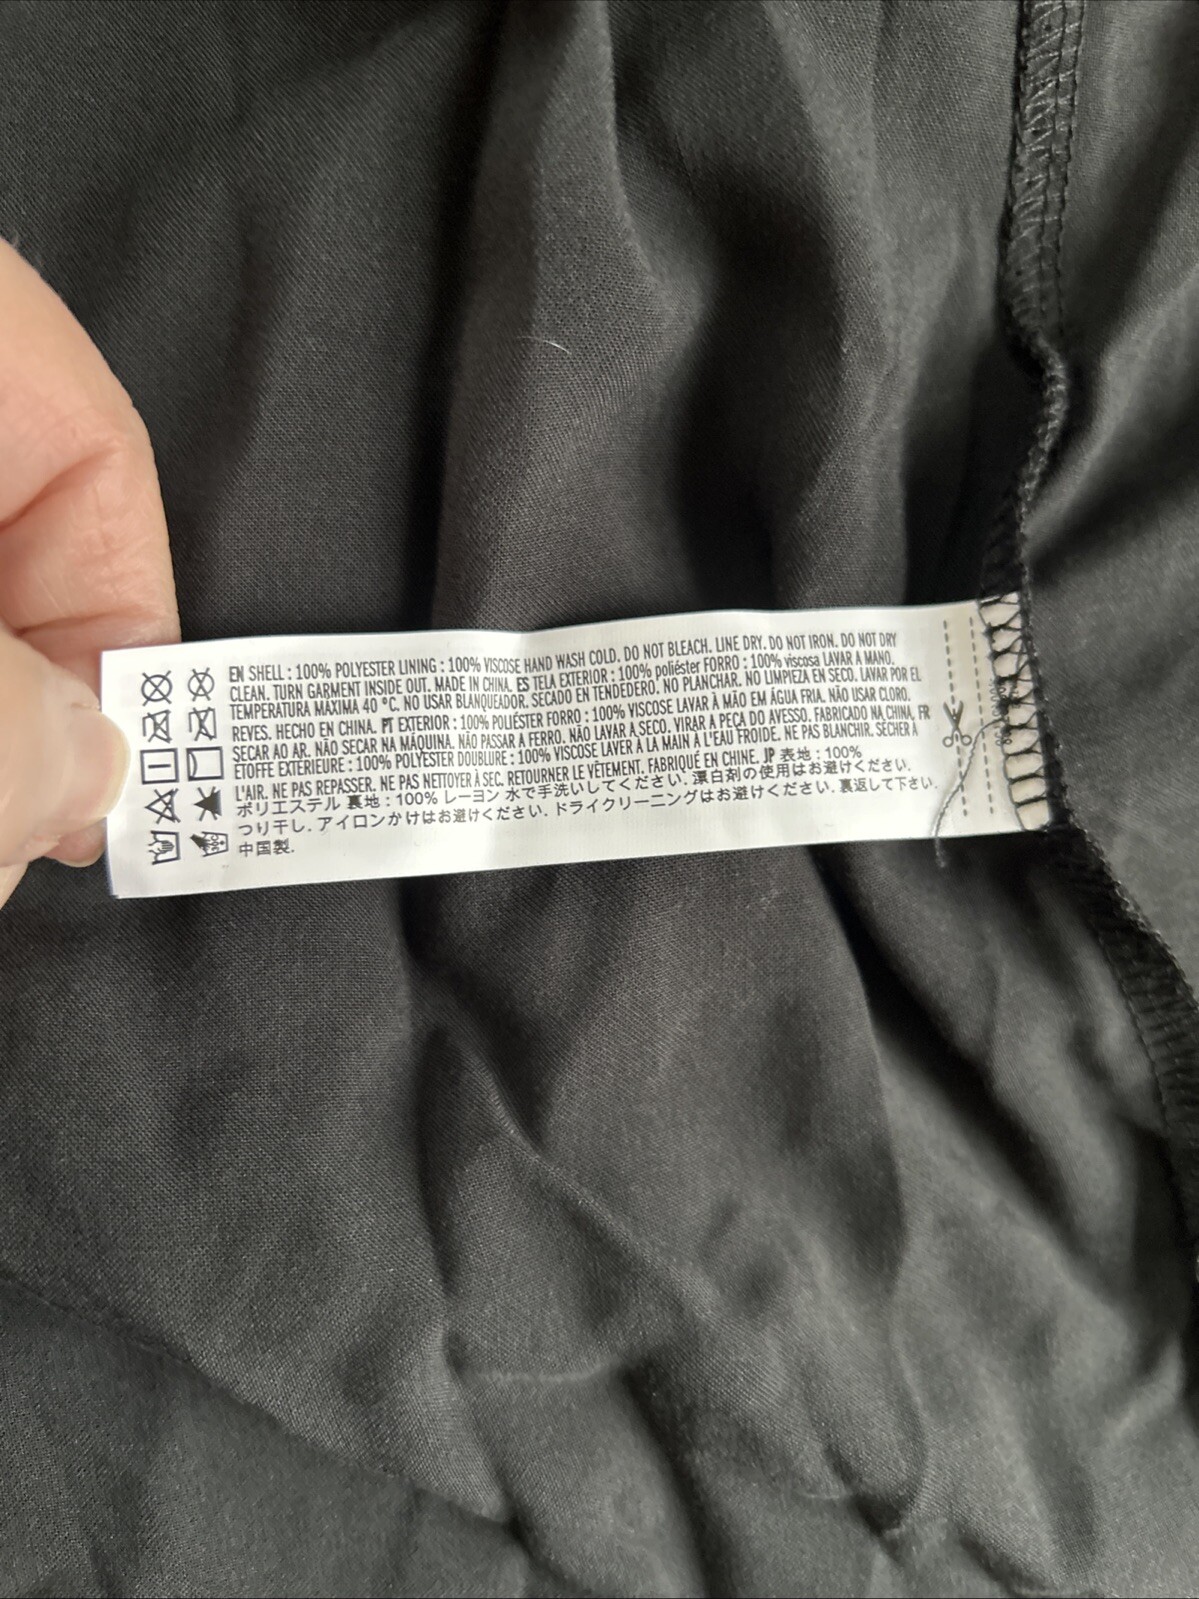 EN SHELL : 100% POLYESTER LINING : 100% VISCOSE HAND WASH COLD. DO NOT BLEACH. LINE DRY. DO NOT IRON. DO NOT DRY
CLEAN. TURN GARMENT INSIDE OUT. MADE IN CHINA. ES TELA EXTERIOR : 100% poliéster FORRO : 100% viscosa LAVAR A MANO.
TEMPERATURA MAXIMA 40 °C. NO USAR BLANQUEADOR. SECADO EN TENDEDERO. NO PLANCHAR. NO LIMPIEZA EN SECO. LAVAR POR EL
REVES. HECHO EN CHINA. PT EXTERIOR : 100% POLIÉSTER FORRO : 100% VISCOSE LAVAR À MÃO EM ÁGUA FRIA. NÃO USAR CLORO.
SECAR AO AR. NÃO SECAR NA MÁQUINA. NÃO PASSAR A FERRO. NÃO LAVAR A SECO. VIRAR A PEÇA DO AVESSO. FABRICADO NA CHINA. FR
ÉTOFFE EXTÉRIEURE : 100% POLYESTER DOUBLURE : 100% VISCOSE LAVER À LA MAIN À L'EAU FROIDE. NE PAS BLANCHIR. SÉCHER À
L'AIR. NE PAS REPASSER. NE PAS NETTOYER À SEC. RETOURNER LE VÊTEMENT. FABRIQUÉ EN CHINE. JP 表地 : 100%
ポリエステル 裏地 : 100% レーヨン 水で手洗いしてください. 漂白剤の使用はお避けください.
つり干し. アイロンかけはお避けください. ドライクリーニングはお避けください. 裏返して下さい.
中国製.